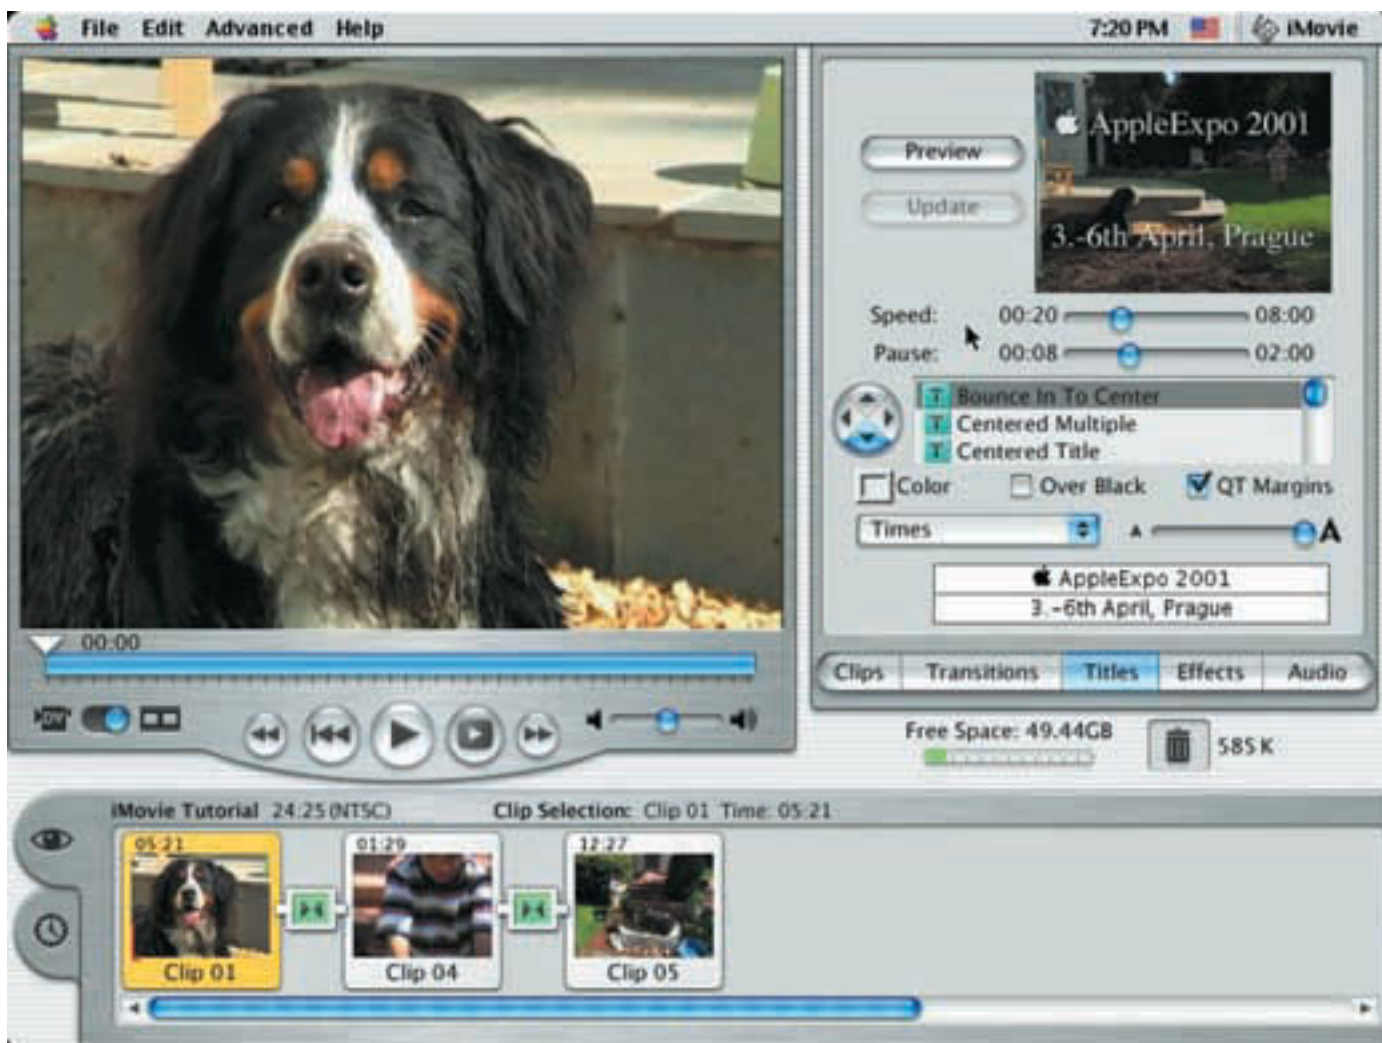 File Edit Advanced Help 7:20 PM iMovie
AppleExpo 2001
3.-6th April, Prague
Preview
Update
Speed: 00:20 08:00
Pause: 00:08 02:00
T Bounce In To Center
T Centered Multiple
T Centered Title
Color Over Black QT Margins
Times A A
AppleExpo 2001
3.-6th April, Prague
Clips Transitions Titles Effects Audio
00:00
DV
Free Space: 49.44GB
585 K
iMovie Tutorial 24:25 (NTSC) Clip Selection: Clip 01 Time: 05:21
05:21 01:29 12:27
Clip 01 Clip 04 Clip 05